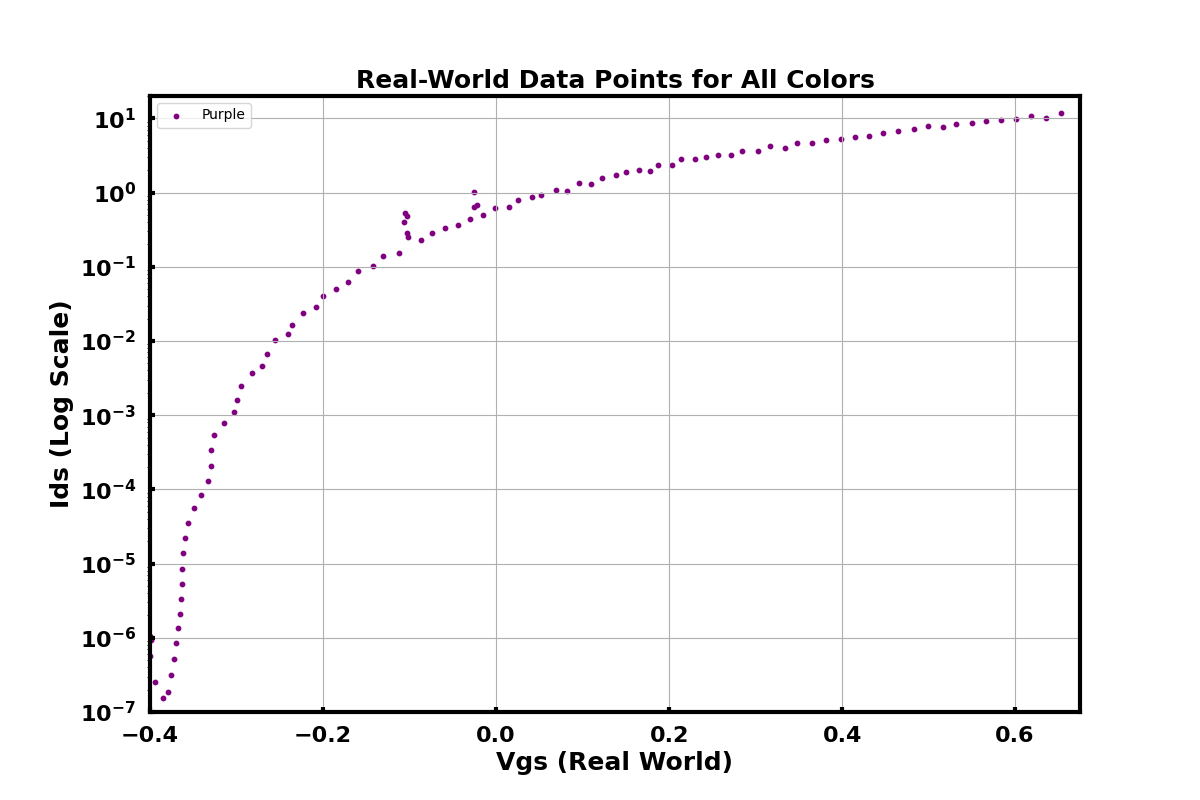 Real-World Data Points for All Colors
Purple
10¹
10⁰
10⁻¹
10⁻²
10⁻³
10⁻⁴
10⁻⁵
10⁻⁶
10⁻⁷
Ids (Log Scale)
−0.4 −0.2 0.0 0.2 0.4 0.6
Vgs (Real World)